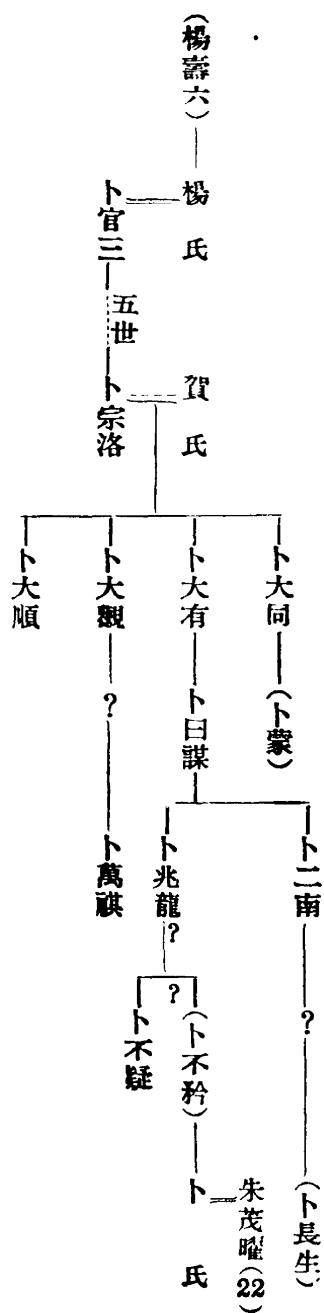 (楊壽六)
楊氏
卜官三
五世
賀氏
卜宗洛
卜大同
(卜蒙)
卜大有
卜日謀
卜大觀
?
卜萬祺
卜大順
卜二南
?
(卜長生)
卜兆龍
?
?
(卜不矜)
卜不疑
朱茂曜(22)
卜氏